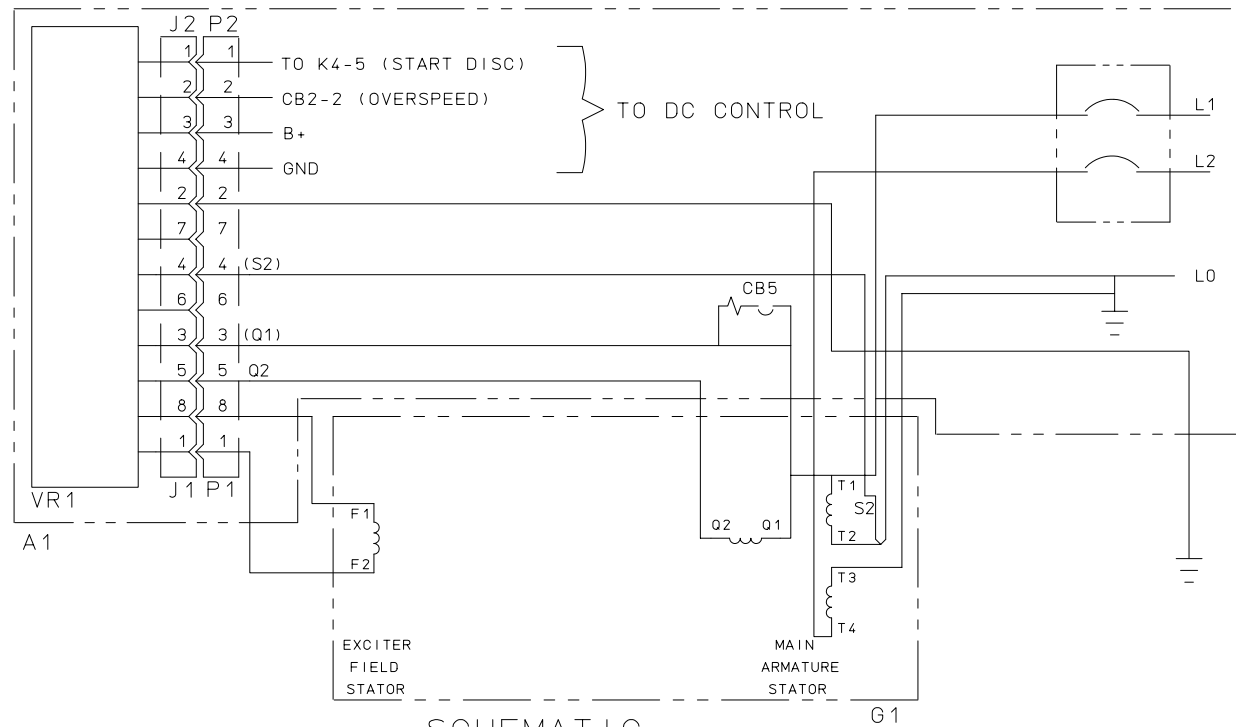 J2 P2
1 1 TO K4-5 (START DISC)
2 2 CB2-2 (OVERSPEED)
3 3 B+
4 4 GND
TO DC CONTROL
L1
L2
2 2
7 7
4 4 (S2)
L0
6 6
CB5
3 3 (Q1)
5 5 Q2
8 8
1 1
J1 P1
VR1
A1
F1
F2
Q2 Q1
T1
S2
T2
T3
T4
EXCITER
FIELD
STATOR
MAIN
ARMATURE
STATOR
G1